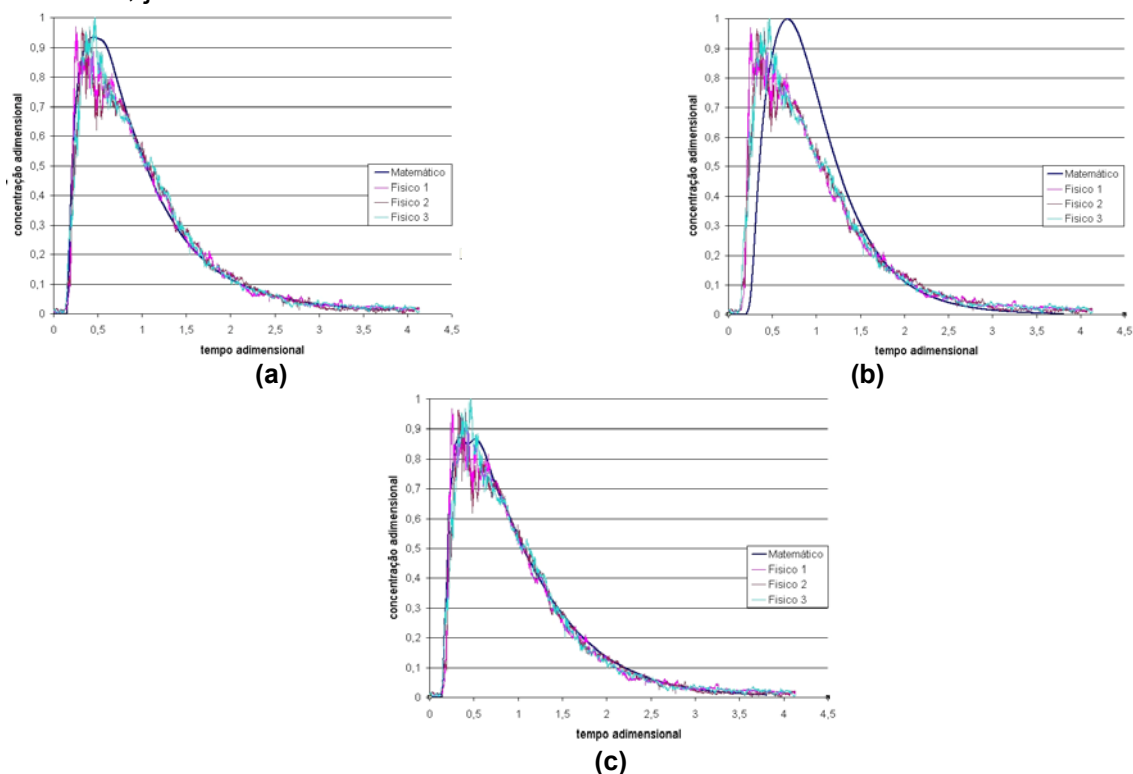 1
0,9
0,8
0,7
0,6
0,5
0,4
0,3
0,2
0,1
0
concentração adimensional
0 0,5 1 1,5 2 2,5 3 3,5 4 4,5
tempo adimensional
Matemático
Fisico 1
Fisico 2
Fisico 3
(a)
1
0,9
0,8
0,7
0,6
0,5
0,4
0,3
0,2
0,1
0
concentração adimensional
0 0,5 1 1,5 2 2,5 3 3,5 4 4,5
tempo adimensional
Matemático
Fisico 1
Fisico 2
Fisico 3
(b)
1
0,9
0,8
0,7
0,6
0,5
0,4
0,3
0,2
0,1
0
concentração adimensional
0 0,5 1 1,5 2 2,5 3 3,5 4 4,5
tempo adimensional
Matemático
Fisico 1
Fisico 2
Fisico 3
(c)